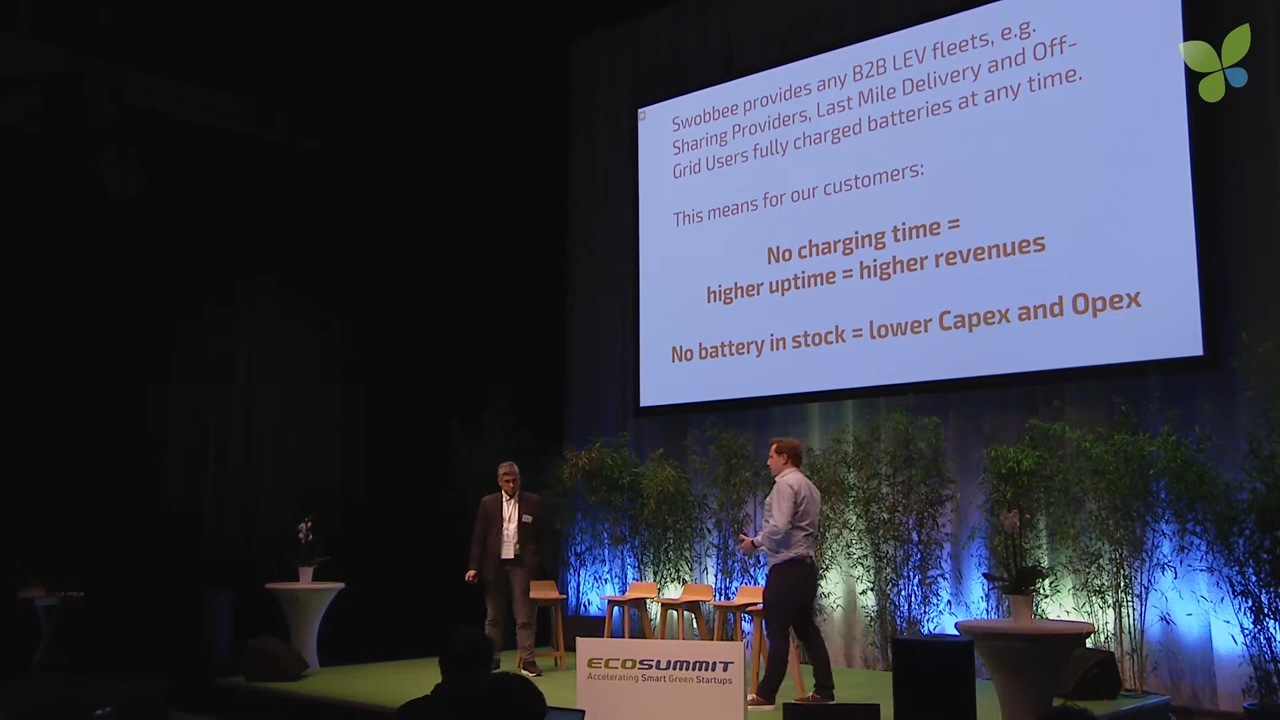 Swobbee provides any B2B LEV fleets, e.g.
Sharing Providers, Last Mile Delivery and Off-
Grid Users fully charged batteries at any time.
This means for our customers:
No charging time =
higher uptime = higher revenues
No battery in stock = lower Capex and Opex
ECOSUMMIT
Accelerating Smart Green Startups